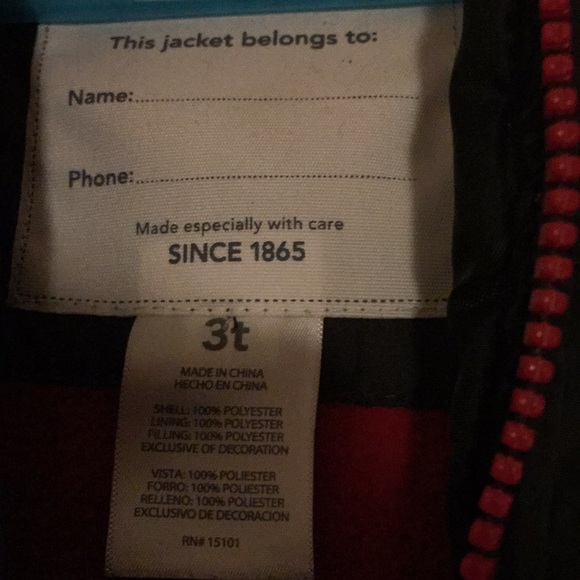 This jacket belongs to:
Name:
Phone:
Made especially with care
SINCE 1865
3t
MADE IN CHINA
HECHO EN CHINA
SHELL: 100% POLYESTER
LINING: 100% POLYESTER
FILLING: 100% POLYESTER
EXCLUSIVE OF DECORATION
VISTA: 100% POLIESTER
FORRO: 100% POLIESTER
RELLENO: 100% POLIESTER
EXCLUSIVO DE DECORACION
RN# 15101